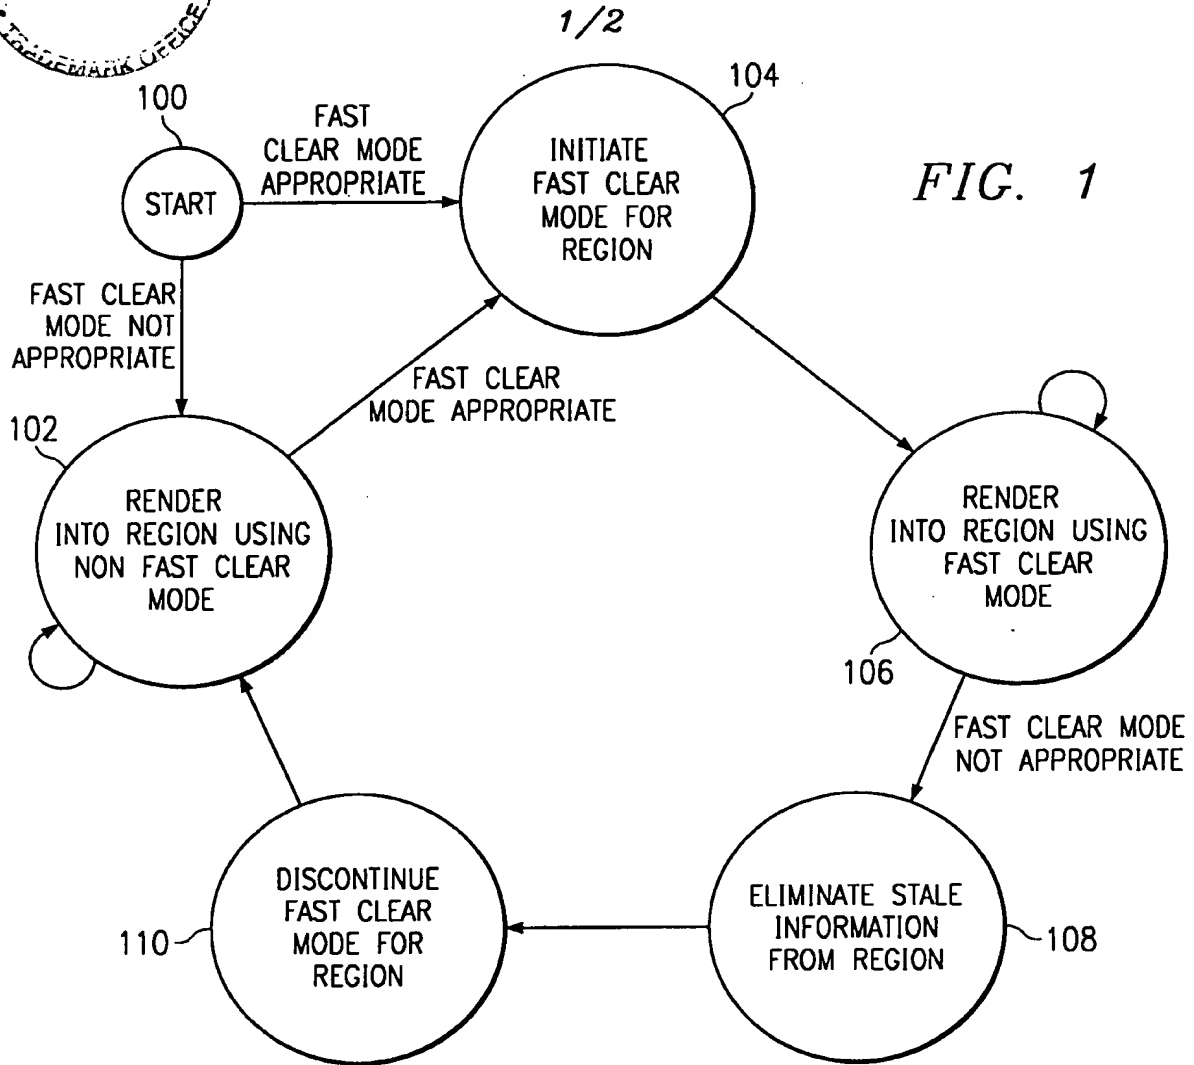 TRADEMARK OFFICE
1/2
100
104
FAST
CLEAR MODE
APPROPRIATE
START
INITIATE
FAST CLEAR
MODE FOR
REGION
FIG. 1
FAST CLEAR
MODE NOT
APPROPRIATE
FAST CLEAR
MODE APPROPRIATE
102
RENDER
INTO REGION USING
NON FAST CLEAR
MODE
RENDER
INTO REGION USING
FAST CLEAR
MODE
106
FAST CLEAR MODE
NOT APPROPRIATE
DISCONTINUE
FAST CLEAR
MODE FOR
REGION
110
ELIMINATE STALE
INFORMATION
FROM REGION
108